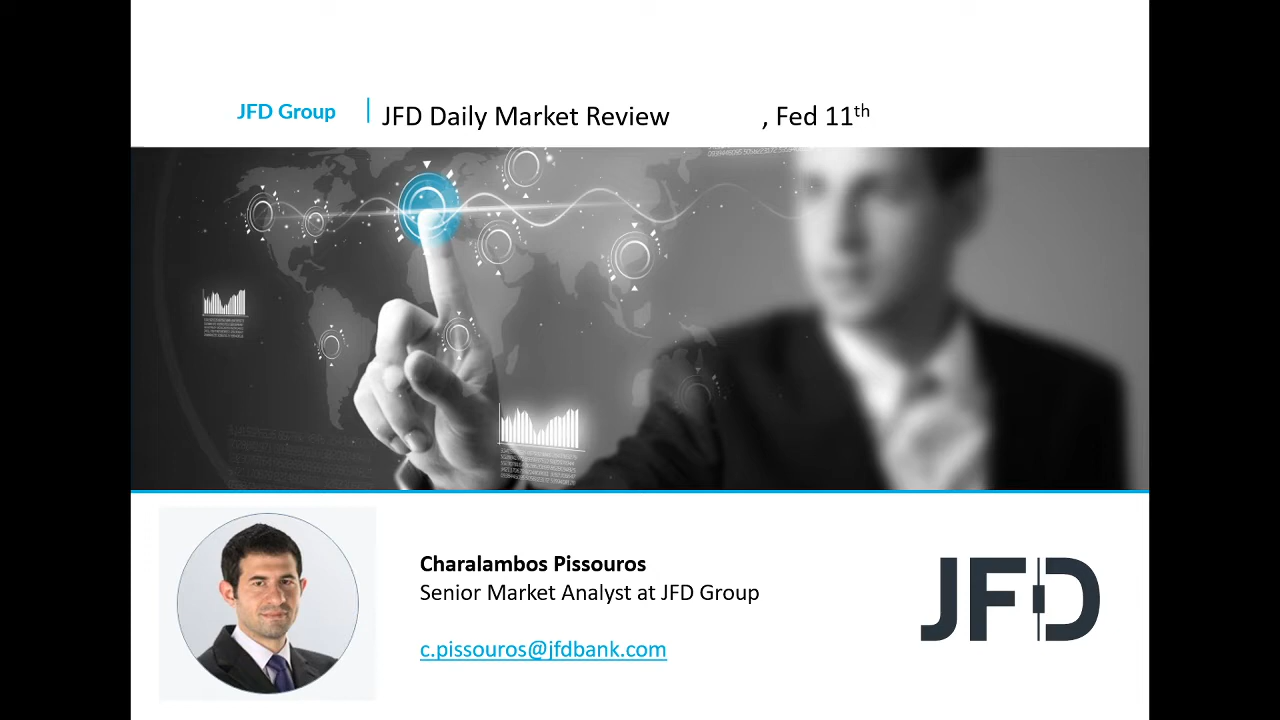 JFD Group
JFD Daily Market Review , Fed 11th
Charalambos Pissouros
Senior Market Analyst at JFD Group
c.pissouros@jfdbank.com
JFD